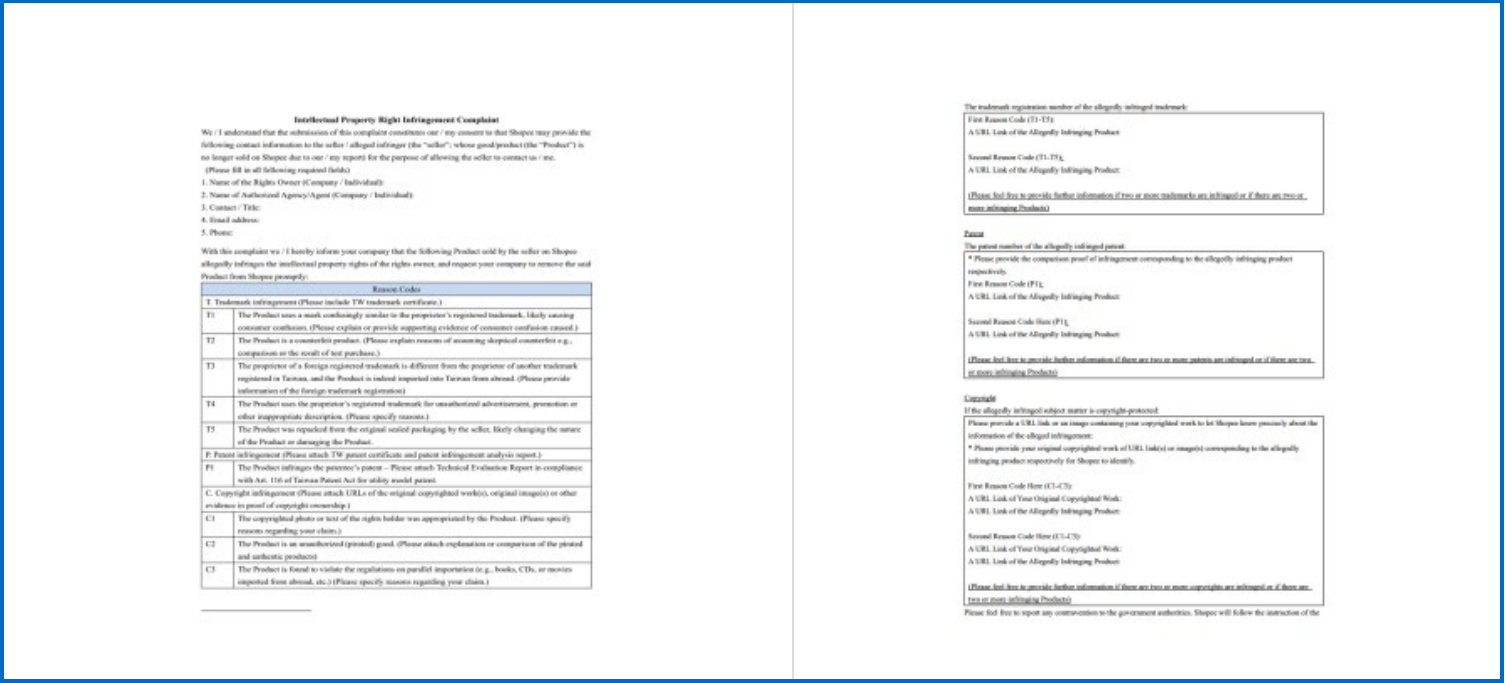 Intellectual Property Right Infringement Complaint
We / I understand that the submission of this complaint constitutes our / my consent to that Shopee may provide the
following contact information to the seller / alleged infringer (the "seller"; whose good/product (the "Product") is
no longer sold on Shopee due to our / my report) for the purpose of allowing the seller to contact us / me.
(Please fill in all following required fields)
1. Name of the Rights Owner (Company / Individual):
2. Name of Authorized Agency/Agent (Company / Individual):
3. Contact / Title:
4. Email address:
5. Phone:
With this complaint we / I hereby inform your company that the following Product sold by the seller on Shopee
allegedly infringes the intellectual property rights of the rights owner, and request your company to remove the said
Product from Shopee promptly:
Reason Codes
T. Trademark infringement (Please include TW trademark certificate.)
T1 The Product uses a mark confusingly similar to the proprietor's registered trademark, likely causing
consumer confusion. (Please explain or provide supporting evidence of consumer confusion caused.)
T2 The Product is a counterfeit product. (Please explain reasons of assuming skeptical counterfeit e.g.,
comparison or the result of test purchase.)
T3 The proprietor of a foreign registered trademark is different from the proprietor of another trademark
registered in Taiwan, and the Product is indeed imported into Taiwan from abroad. (Please provide
information of the foreign trademark registration)
T4 The Product uses the proprietor's registered trademark for unauthorized advertisement, promotion or
other inappropriate description. (Please specify reasons.)
T5 The Product was repacked from the original sealed packaging by the seller, likely changing the nature
of the Product or damaging the Product.
P. Patent infringement (Please attach TW patent certificate and patent infringement analysis report.)
P1 The Product infringes the patentee's patent – Please attach Technical Evaluation Report in compliance
with Art. 116 of Taiwan Patent Act for utility model patent.
C. Copyright infringement (Please attach URLs of the original copyrighted work(s), original image(s) or other
evidence in proof of copyright ownership.)
C1 The copyrighted photo or text of the rights holder was appropriated by the Product. (Please specify
reasons regarding your claim.)
C2 The Product is an unauthorized (pirated) good. (Please attach explanation or comparison of the pirated
and authentic products)
C3 The Product is found to violate the regulations on parallel importation (e.g., books, CDs, or movies
imported from abroad, etc.) (Please specify reasons regarding your claim.)
The trademark registration number of the allegedly infringed trademark:
First Reason Code (T1-T5):
A URL Link of the Allegedly Infringing Product:
Second Reason Code (T1-T5):
A URL Link of the Allegedly Infringing Product:
(Please feel free to provide further information if two or more trademarks are infringed or if there are two or
more infringing Products)
Patent
The patent number of the allegedly infringed patent:
* Please provide the comparison proof of infringement corresponding to the allegedly infringing product
respectively.
First Reason Code (P1):
A URL Link of the Allegedly Infringing Product:
Second Reason Code Here (P1):
A URL Link of the Allegedly Infringing Product:
(Please feel free to provide further information if there are two or more patents are infringed or if there are two
or more infringing Products)
Copyright
If the allegedly infringed subject matter is copyright-protected:
Please provide a URL link or an image containing your copyrighted work to let Shopee know precisely about the
information of the alleged infringement:
* Please provide your original copyrighted work of URL link(s) or image(s) corresponding to the allegedly
infringing product respectively for Shopee to identify.
First Reason Code Here (C1-C3):
A URL Link of Your Original Copyrighted Work:
A URL Link of the Allegedly Infringing Product:
Second Reason Code Here (C1-C3):
A URL Link of Your Original Copyrighted Work:
A URL Link of the Allegedly Infringing Product:
(Please feel free to provide further information if there are two or more copyrights are infringed or if there are
two or more infringing Products)
Please feel free to report any contravention to the government authorities. Shopee will follow the instruction of the